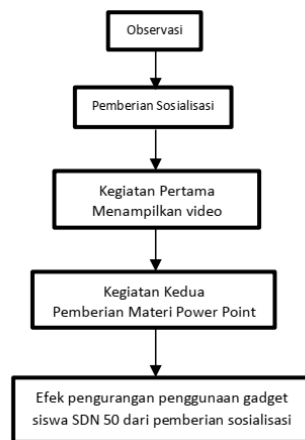 Observasi
Pemberian Sosialisasi
Kegiatan Pertama
Menampilkan video
Kegiatan Kedua
Pemberian Materi Power Point
Efek pengurangan penggunaan gadget
siswa SDN 50 dari pemberian sosialisasi